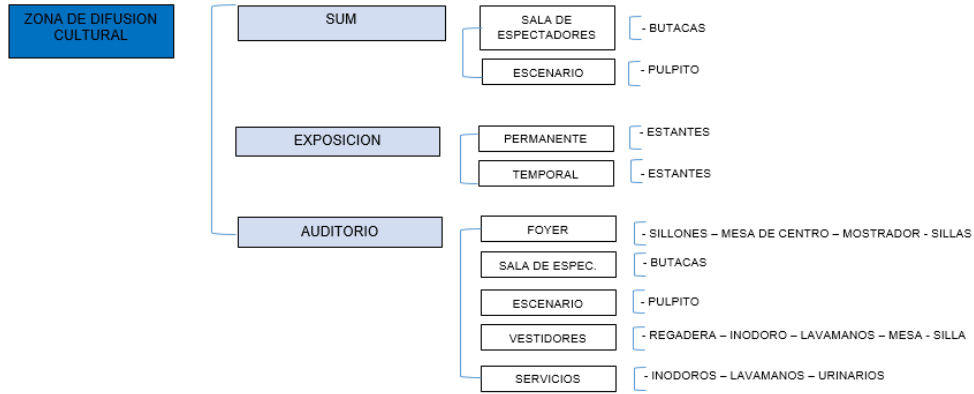 ZONA DE DIFUSION
CULTURAL
SUM
SALA DE
ESPECTADORES
- BUTACAS
ESCENARIO
- PULPITO
EXPOSICION
PERMANENTE
- ESTANTES
TEMPORAL
- ESTANTES
AUDITORIO
FOYER
- SILLONES – MESA DE CENTRO – MOSTRADOR - SILLAS
SALA DE ESPEC.
- BUTACAS
ESCENARIO
- PULPITO
VESTIDORES
- REGADERA – INODORO – LAVAMANOS – MESA - SILLA
SERVICIOS
- INODOROS – LAVAMANOS – URINARIOS